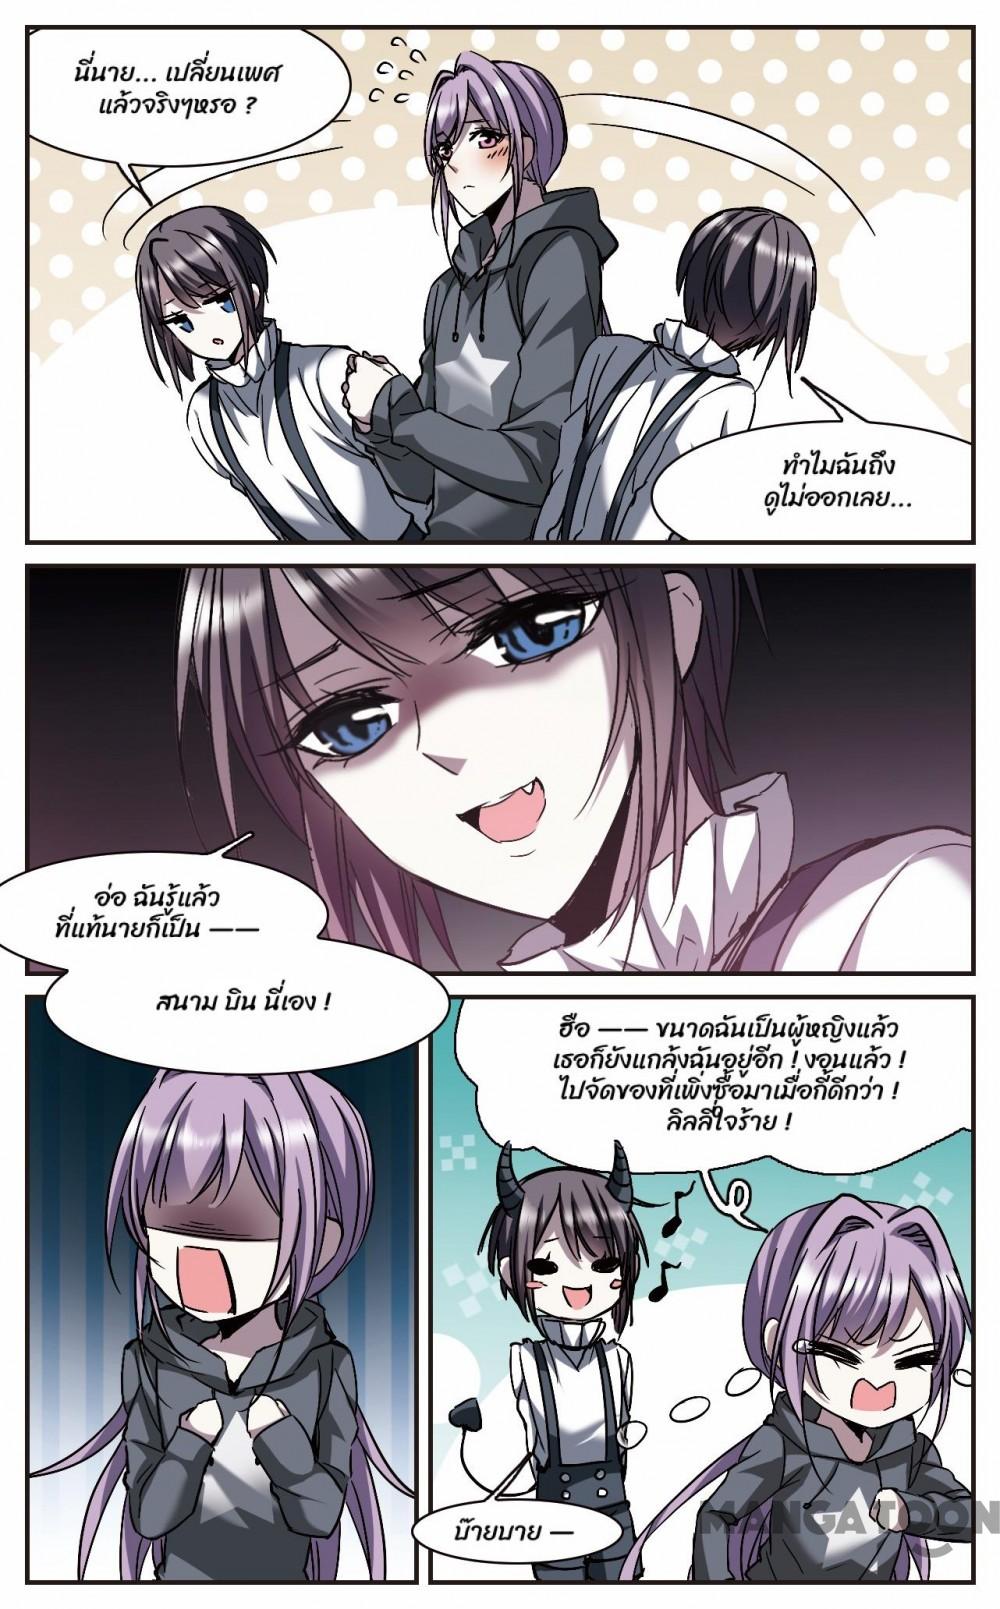 นี่นาย... เปลี่ยนเพศ
แล้วจริงๆหรอ ?
ทำไมฉันถึง
ดูไม่ออกเลย...
อ่อ ฉันรู้แล้ว
ที่แท้นายก็เป็น ——
สนาม บิน นี่เอง !
ฮือ —— ขนาดฉันเป็นผู้หญิงแล้ว
เธอก็ยังแกล้งฉันอยู่อีก ! งอนแล้ว !
ไปจัดของที่เพิ่งซื้อมาเมื่อกี้ดีกว่า !
ลิลลี่ใจร้าย !
บ๊ายบาย —
MANGATOON